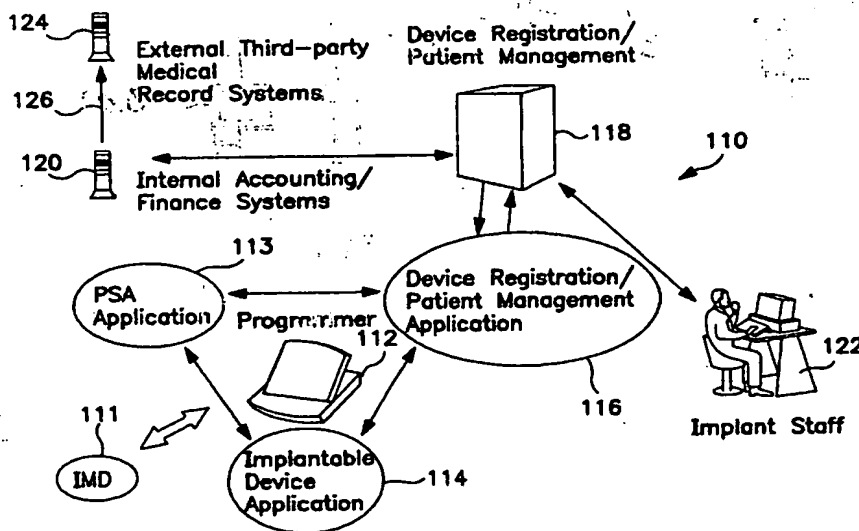 124
External Third-party
Medical
Record Systems
126
120
Internal Accounting/
Finance Systems
Device Registration/
Patient Management
118
110
113
PSA
Application
Programmer
112
Device Registration/
Patient Management
Application
116
122
Implant Staff
111
IMD
Implantable
Device
Application
114